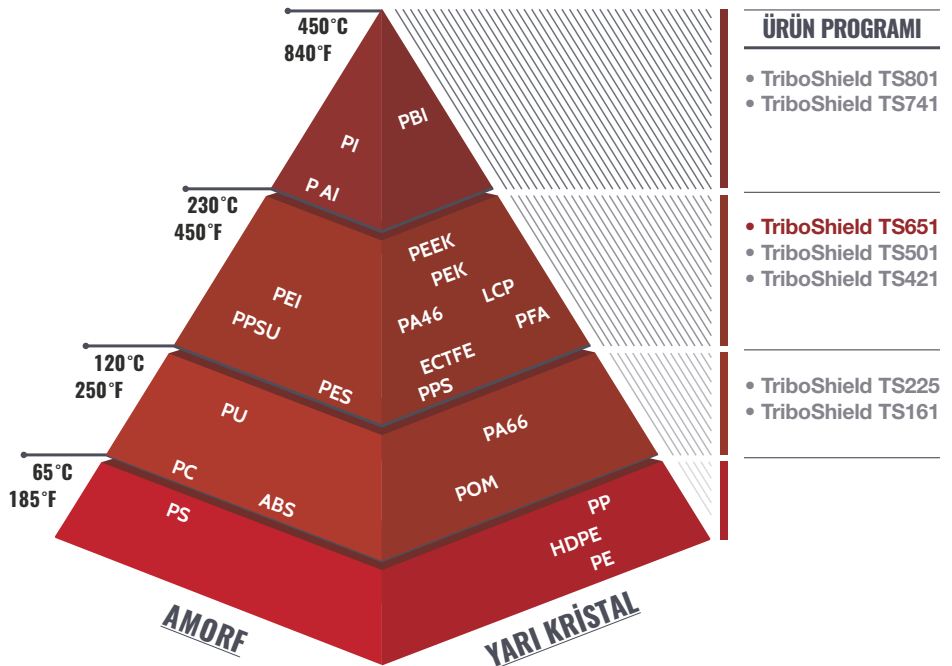 450°C
840°F
230°C
450°F
120°C
250°F
65°C
185°F
PI
P AI
PBI
PEI
PPSU
PES
PEEK
PEK
LCP
PA46
PFA
ECTFE
PPS
PU
PC
ABS
PA66
POM
PS
PP
HDPE
PE
AMORF
YARI KRİSTAL
ÜRÜN PROGRAMI
• TriboShield TS801
• TriboShield TS741
• TriboShield TS651
• TriboShield TS501
• TriboShield TS421
• TriboShield TS225
• TriboShield TS161